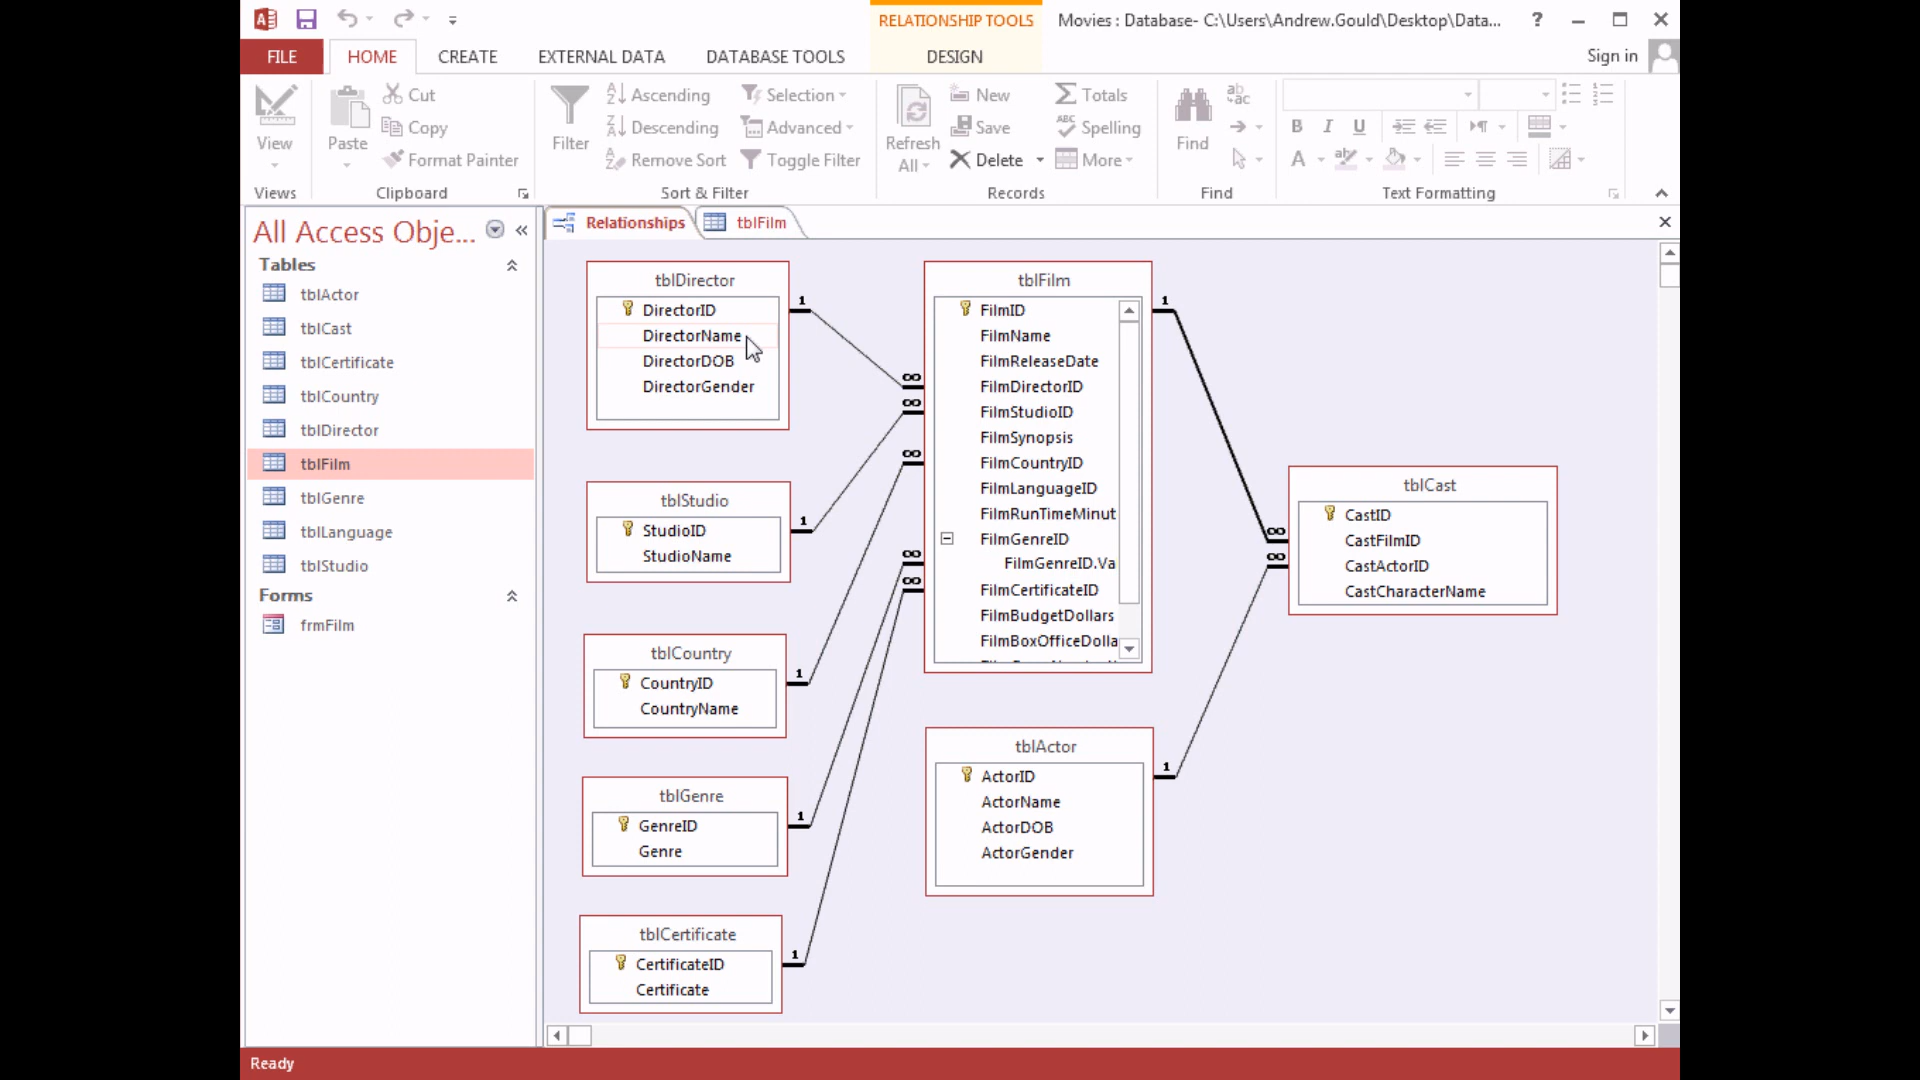 RELATIONSHIP TOOLS
Movies : Database- C:\Users\Andrew.Gould\Desktop\Data...
?
FILE
HOME
CREATE
EXTERNAL DATA
DATABASE TOOLS
DESIGN
Sign in
View
Views
Paste
Cut
Copy
Format Painter
Clipboard
Filter
Ascending
Descending
Remove Sort
Selection
Advanced
Toggle Filter
Sort & Filter
Refresh
All
New
Save
Delete
Totals
Spelling
More
Records
Find
Find
B I U
A
Text Formatting
All Access Obje...
Tables
tblActor
tblCast
tblCertificate
tblCountry
tblDirector
tblFilm
tblGenre
tblLanguage
tblStudio
Forms
frmFilm
Relationships
tblFilm
tblDirector
DirectorID
DirectorName
DirectorDOB
DirectorGender
1
∞
tblStudio
StudioID
StudioName
1
∞
tblCountry
CountryID
CountryName
1
∞
tblGenre
GenreID
Genre
1
∞
tblCertificate
CertificateID
Certificate
1
∞
tblFilm
FilmID
FilmName
FilmReleaseDate
FilmDirectorID
FilmStudioID
FilmSynopsis
FilmCountryID
FilmLanguageID
FilmRunTimeMinut
FilmGenreID
FilmGenreID.Va
FilmCertificateID
FilmBudgetDollars
FilmBoxOfficeDolla
1
∞
tblActor
ActorID
ActorName
ActorDOB
ActorGender
1
∞
tblCast
CastID
CastFilmID
CastActorID
CastCharacterName
Ready